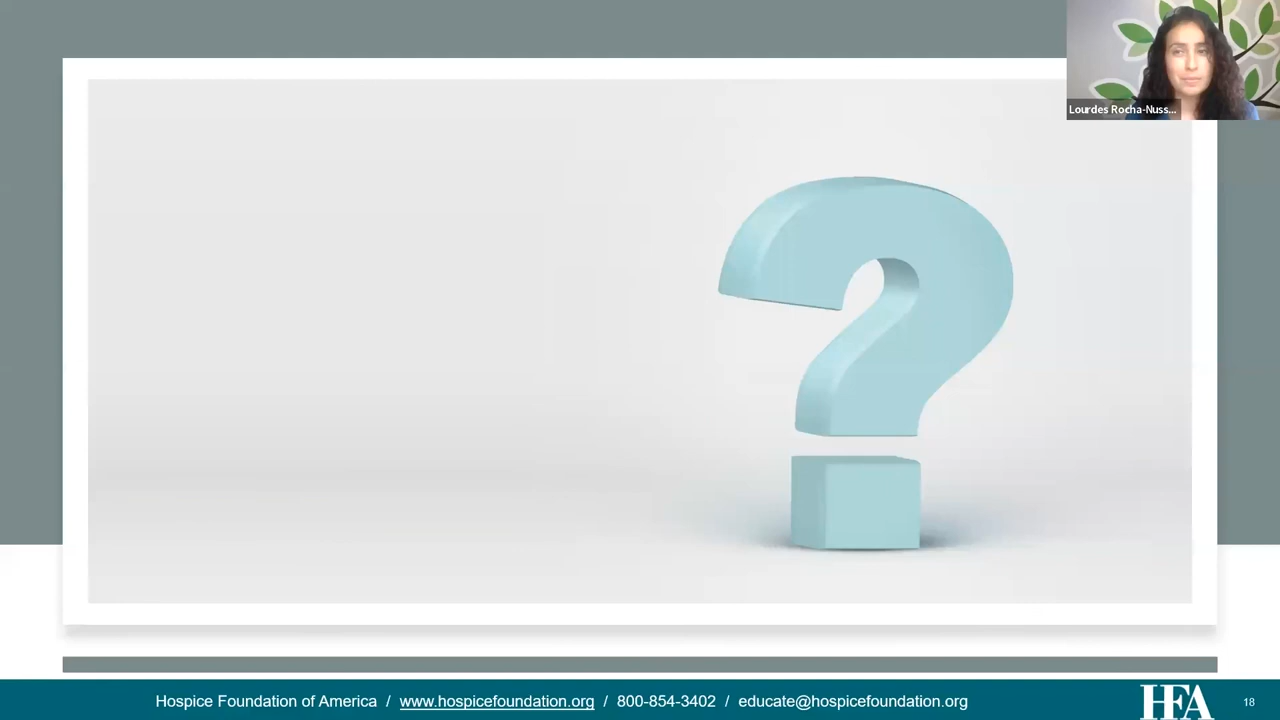 Lourdes Rocha-Nuss...
Hospice Foundation of America / www.hospicefoundation.org / 800-854-3402 / educate@hospicefoundation.org
HFA
18